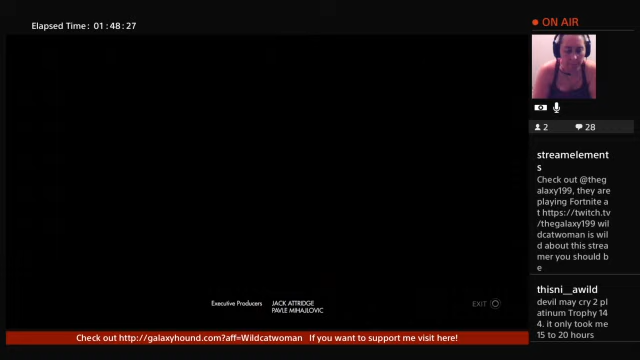 Elapsed Time: 01:48:27
ON AIR
2
28
streamelement
s
Check out @theg
alaxy199, they are
playing Fortnite a
t https://twitch.tv
/thegalaxy199 wil
dcatwoman is wil
d about this strea
mer you should b
e
thisni__awild
devil may cry 2 pl
atinum Trophy 14
4. it only took me
15 to 20 hours
Executive Producers JACK ATTRIDGE
PAVLE MIHAJLOVIC
EXIT
Check out http://galaxyhound.com?aff=Wildcatwoman If you want to support me visit here!